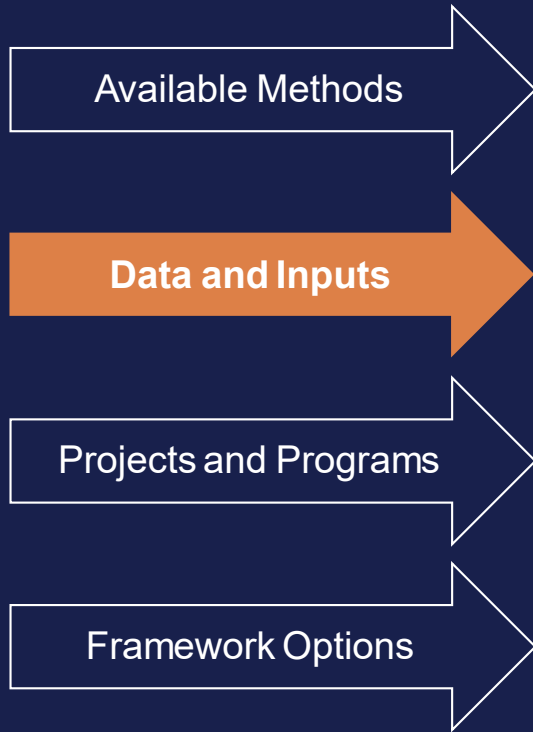 Available Methods
Data and Inputs
Projects and Programs
Framework Options